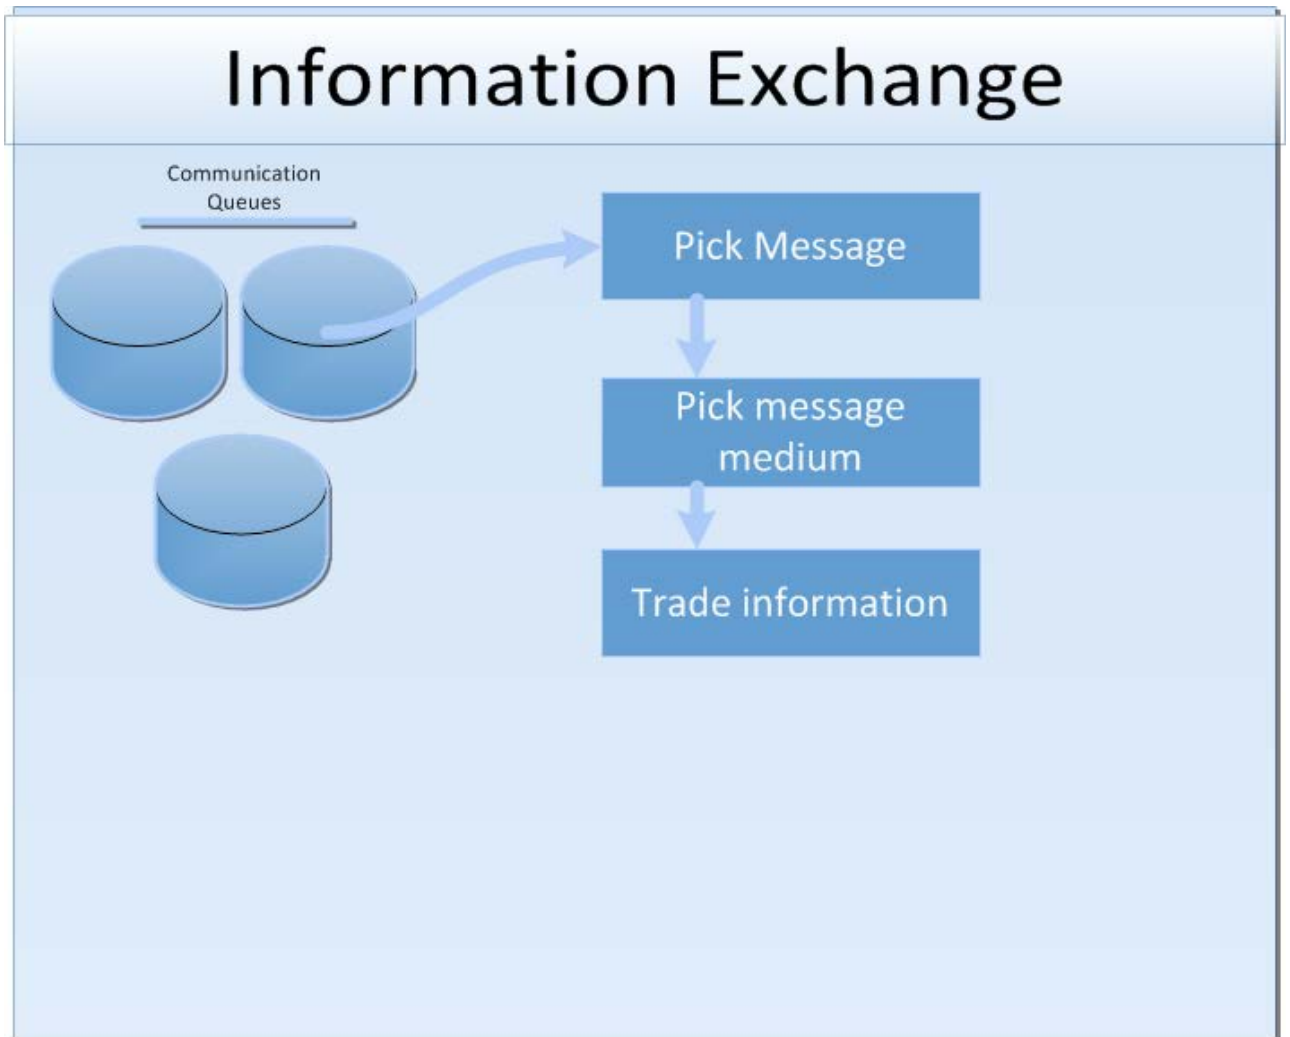 Information Exchange
Communication
Queues
Pick Message
Pick message
medium
Trade information